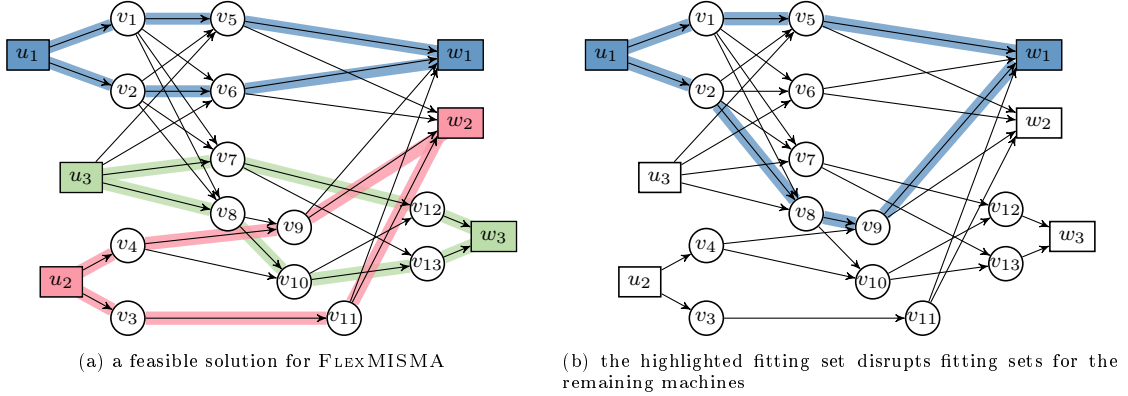 u1
v1
v5
w1
v2
v6
w2
u3
v7
v8
v12
v9
w3
v4
v13
u2
v10
v3
v11
(a) a feasible solution for FLEXMISMA
u1
v1
v5
w1
v2
v6
w2
u3
v7
v8
v12
v9
w3
v4
v13
u2
v10
v3
v11
(b) the highlighted fitting set disrupts fitting sets for the
remaining machines